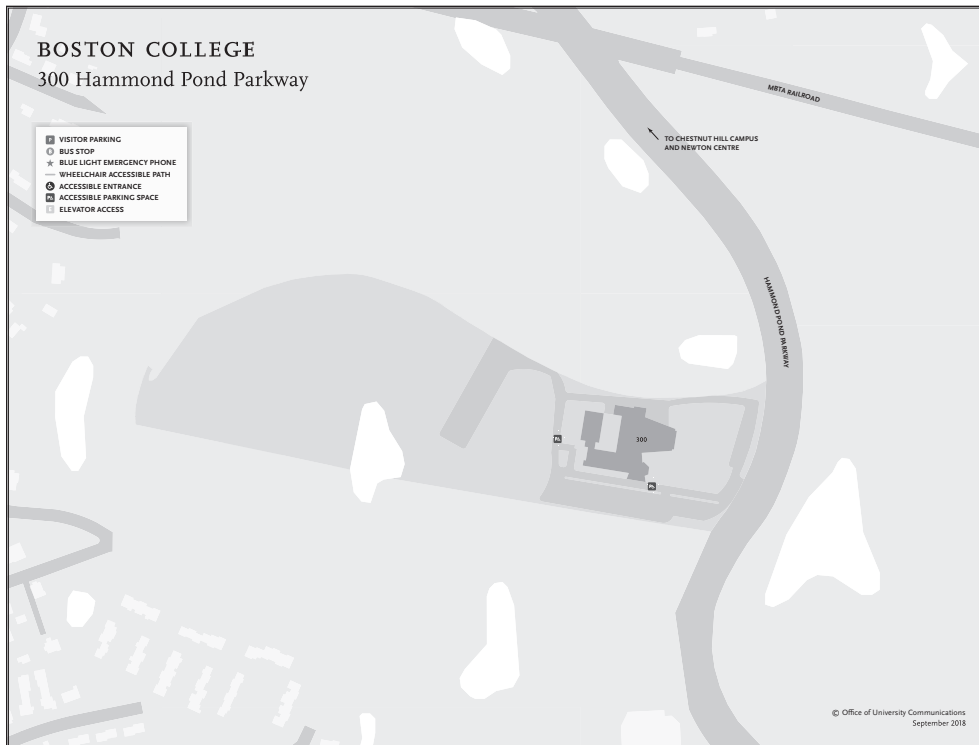 BOSTON COLLEGE
300 Hammond Pond Parkway
MBTA RAILROAD
TO CHESTNUT HILL CAMPUS
AND NEWTON CENTRE
P VISITOR PARKING
B BUS STOP
BLUE LIGHT EMERGENCY PHONE
WHEELCHAIR ACCESSIBLE PATH
ACCESSIBLE ENTRANCE
P ACCESSIBLE PARKING SPACE
E ELEVATOR ACCESS
HAMMOND POND PARKWAY
P
300
P
© Office of University Communications
September 2018